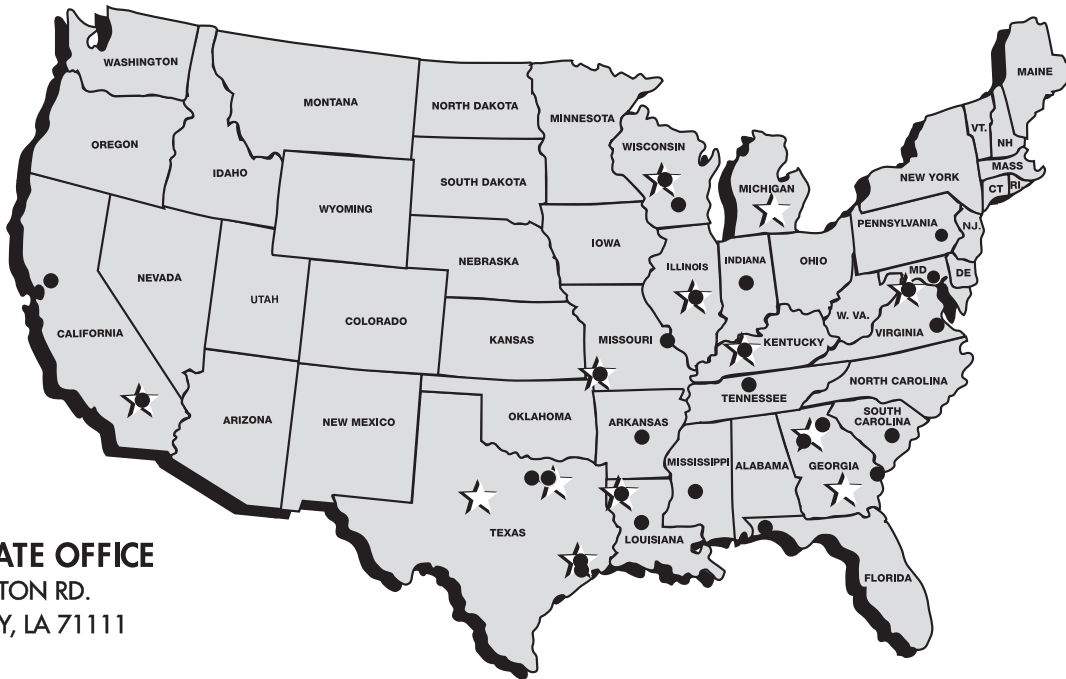 WASHINGTON
MONTANA
NORTH DAKOTA
MINNESOTA
MAINE
OREGON
IDAHO
WYOMING
SOUTH DAKOTA
WISCONSIN
MICHIGAN
NEW YORK
VT.
NH
MASS
CT
RI
NEVADA
UTAH
COLORADO
NEBRASKA
IOWA
ILLINOIS
INDIANA
OHIO
PENNSYLVANIA
NJ.
MD
DE
CALIFORNIA
KANSAS
MISSOURI
KENTUCKY
W. VA.
VIRGINIA
ARIZONA
NEW MEXICO
OKLAHOMA
ARKANSAS
TENNESSEE
NORTH CAROLINA
SOUTH
CAROLINA
TEXAS
LOUISIANA
MISSISSIPPI
ALABAMA
GEORGIA
FLORIDA
ATE OFFICE
TON RD.
Y, LA 71111